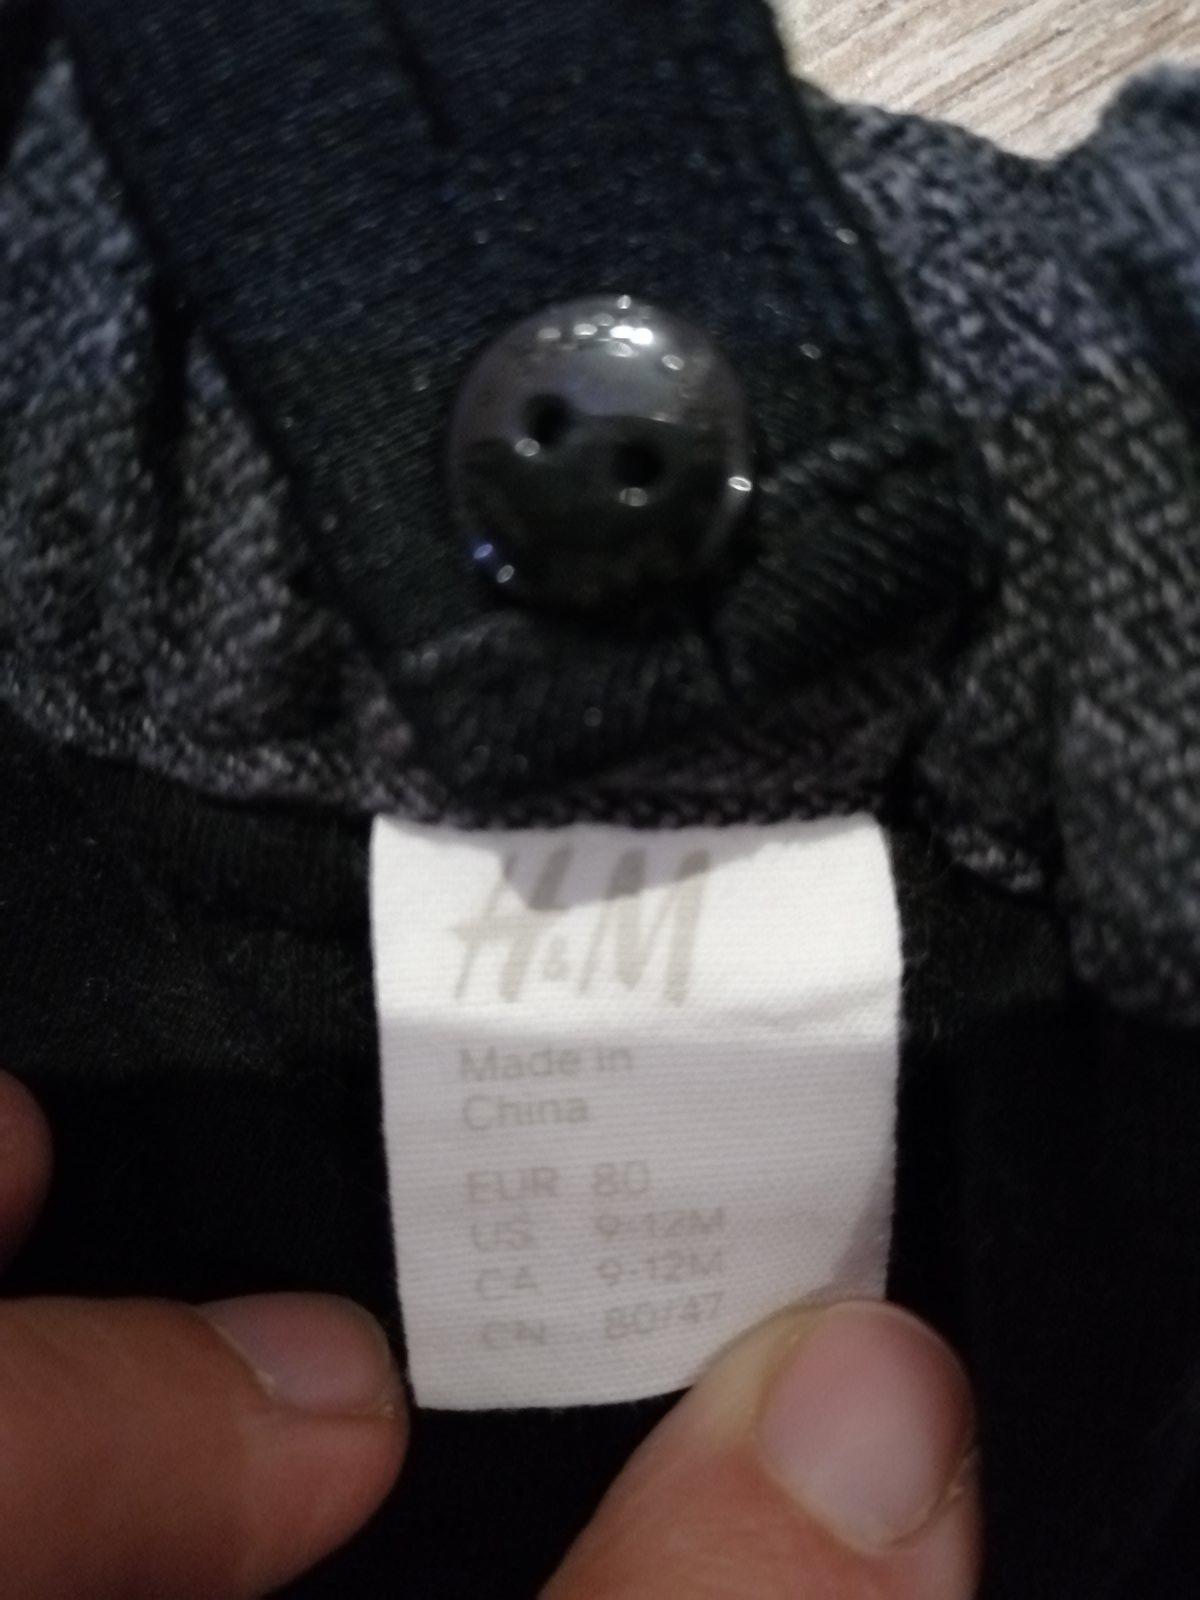 H&M
Made in
China
EUR 80
US 9-12M
CA 9-12M
CN 80/47